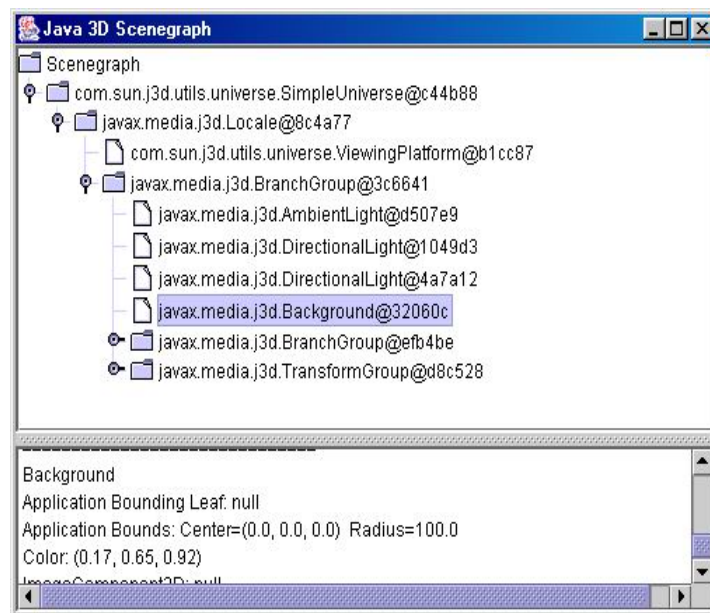 Java 3D Scenegraph
Scenegraph
com.sun.j3d.utils.universe.SimpleUniverse@c44b88
javax.media.j3d.Locale@8c4a77
com.sun.j3d.utils.universe.ViewingPlatform@b1cc87
javax.media.j3d.BranchGroup@3c6641
javax.media.j3d.AmbientLight@d507e9
javax.media.j3d.DirectionalLight@1049d3
javax.media.j3d.DirectionalLight@4a7a12
javax.media.j3d.Background@32060c
javax.media.j3d.BranchGroup@efb4be
javax.media.j3d.TransformGroup@d8c528
Background
Application Bounding Leaf: null
Application Bounds: Center=(0.0, 0.0, 0.0) Radius=100.0
Color: (0.17, 0.65, 0.92)
ImageComponent2D: null